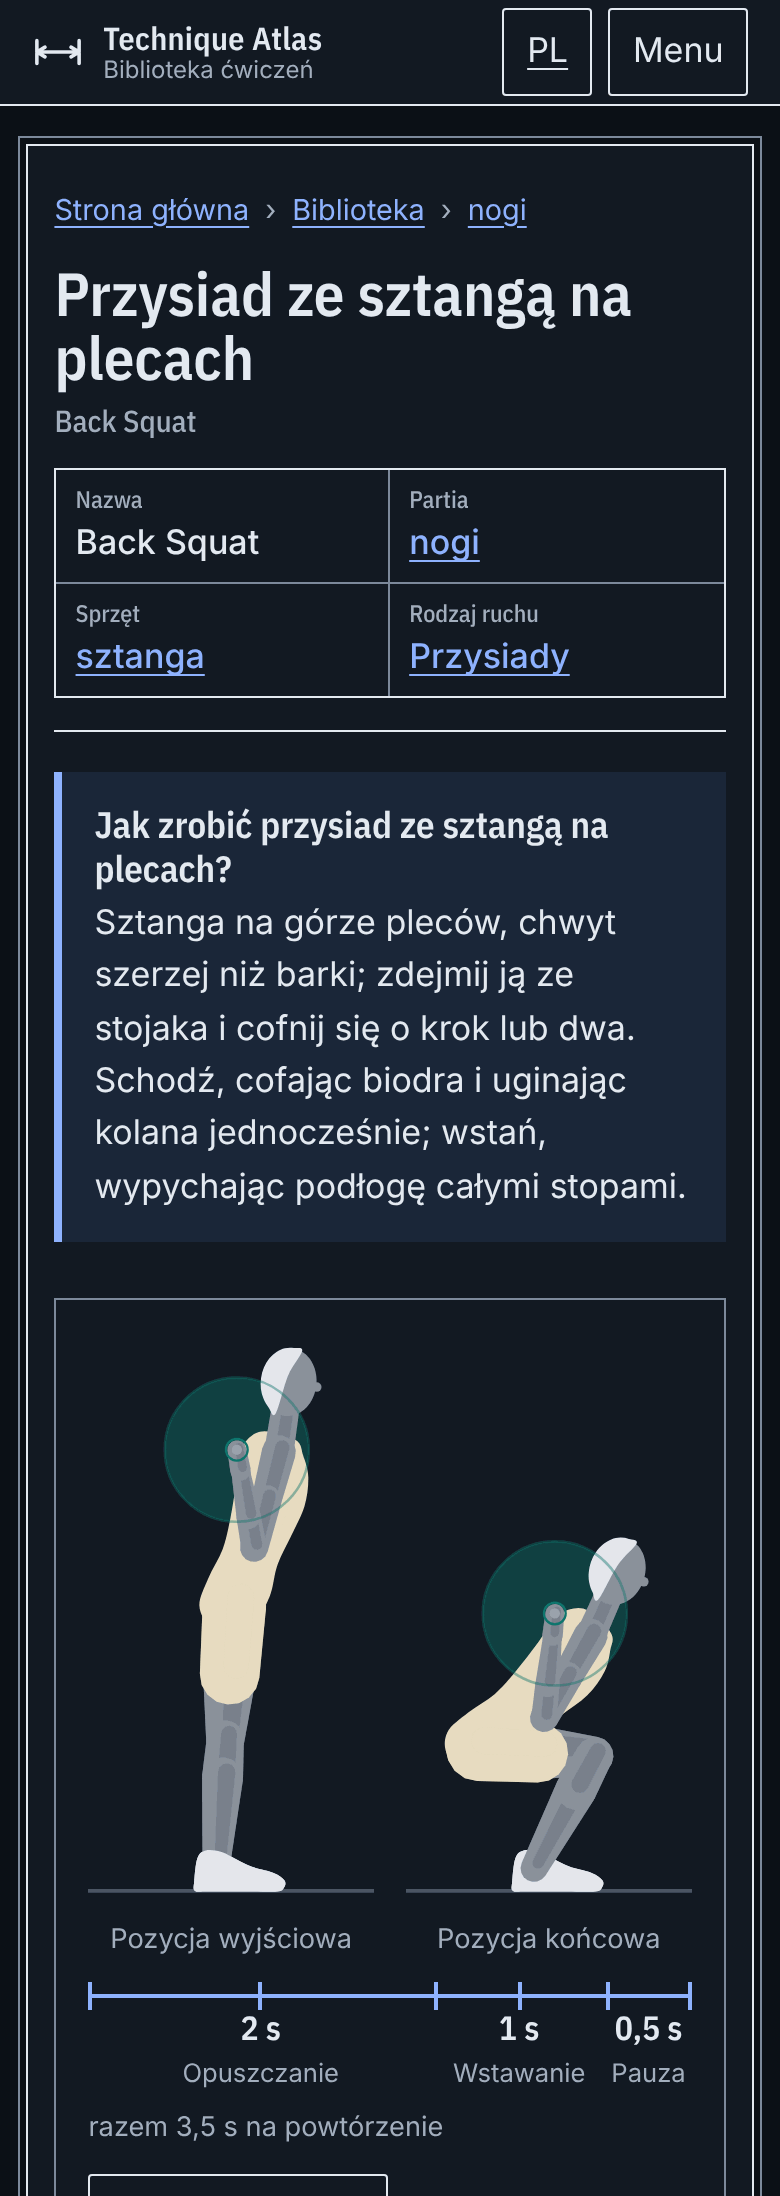 Technique Atlas
Biblioteka ćwiczeń
PL
Menu
Strona główna › Biblioteka › nogi
Przysiad ze sztangą na
plecach
Back Squat
Nazwa
Back Squat
Partia
nogi
Sprzęt
sztanga
Rodzaj ruchu
Przysiady
Jak zrobić przysiad ze sztangą na
plecach?
Sztanga na górze pleców, chwyt
szerzej niż barki; zdejmij ją ze
stojaka i cofnij się o krok lub dwa.
Schodź, cofając biodra i uginając
kolana jednocześnie; wstań,
wypychając podłogę całymi stopami.
Pozycja wyjściowa
Pozycja końcowa
2 s
Opuszczanie
1 s
Wstawanie
0,5 s
Pauza
razem 3,5 s na powtórzenie